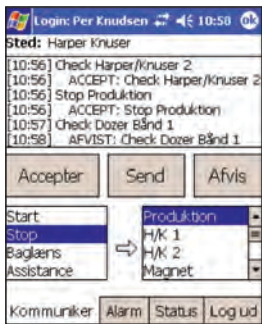 Login: Per Knudsen 10:58 ok
Sted: Harper Knuser
[10:56] Check Harper/Knuser 2
[10:56] ACCEPT: Check Harper/Knuser 2
[10:56] Stop Produktion
[10:56] ACCEPT: Stop Produktion
[10:57] Check Dozer Bånd 1
[10:58] AFVIST: Check Dozer Bånd 1
Accepter Send Afvis
Start Produktion
Stop H/K 1
Baglæns H/K 2
Assistance Magnet
Kommuniker Alarm Status Log ud